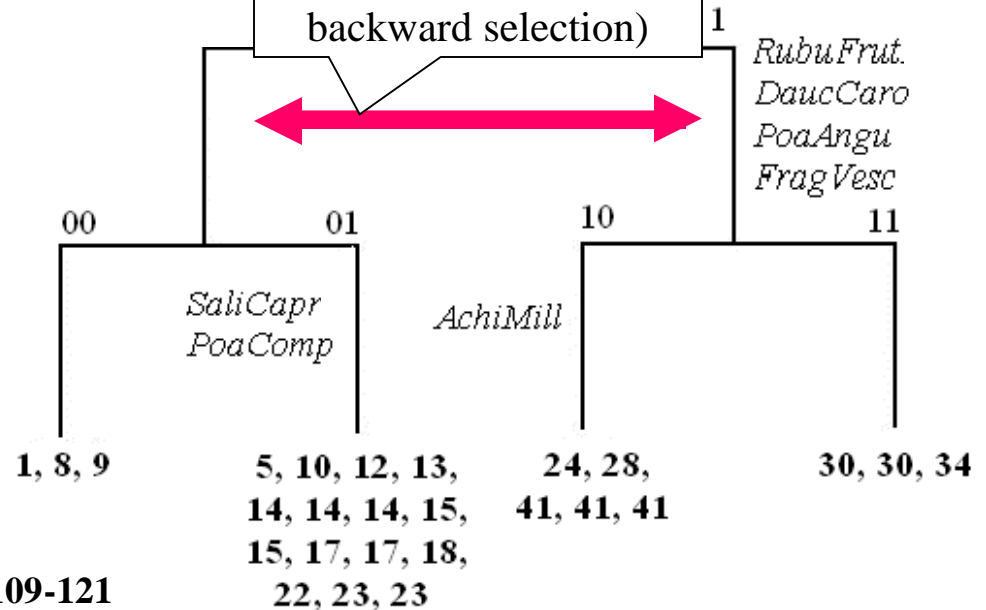 backward selection)
1
RubuFrut.
DaucCaro
PoaAngu
FragVesc
00
01
10
11
SaliCapr
PoaComp
AchiMill
1, 8, 9
5, 10, 12, 13,
14, 14, 14, 15,
15, 17, 17, 18,
22, 23, 23
24, 28,
41, 41, 41
30, 30, 34
09-121